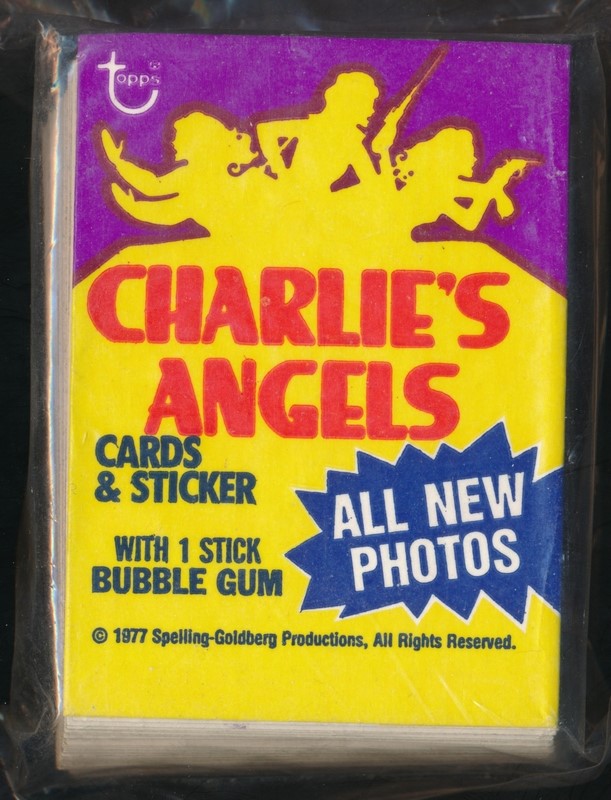 topps®
CHARLIE'S
ANGELS
CARDS
& STICKER
WITH 1 STICK
BUBBLE GUM
ALL NEW
PHOTOS
© 1977 Spelling-Goldberg Productions, All Rights Reserved.